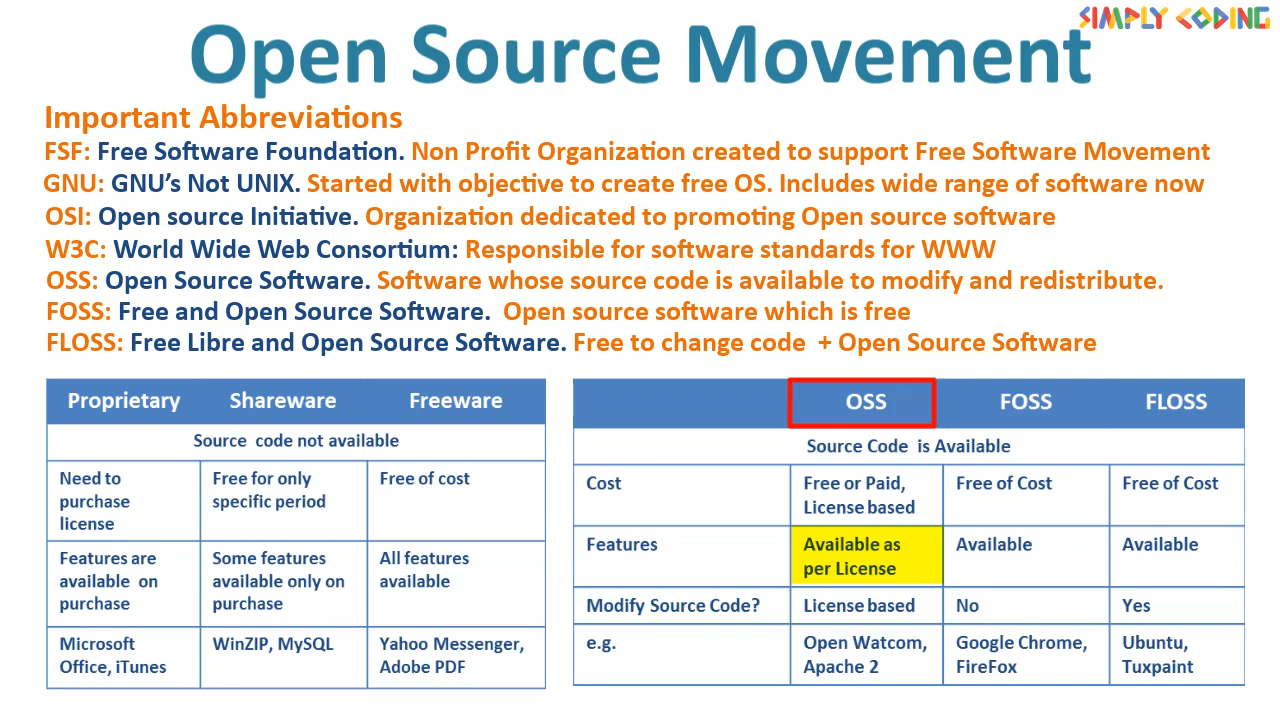 SIMPLY CODING
Open Source Movement
Important Abbreviations
FSF: Free Software Foundation. Non Profit Organization created to support Free Software Movement
GNU: GNU’s Not UNIX. Started with objective to create free OS. Includes wide range of software now
OSI: Open source Initiative. Organization dedicated to promoting Open source software
W3C: World Wide Web Consortium: Responsible for software standards for WWW
OSS: Open Source Software. Software whose source code is available to modify and redistribute.
FOSS: Free and Open Source Software. Open source software which is free
FLOSS: Free Libre and Open Source Software. Free to change code + Open Source Software
Proprietary Shareware Freeware
Source code not available
Need to
purchase
license
Free for only
specific period
Free of cost
Features are
available on
purchase
Some features
available only on
purchase
All features
available
Microsoft
Office, iTunes
WinZIP, MySQL
Yahoo Messenger,
Adobe PDF
OSS FOSS FLOSS
Source Code is Available
Cost
Free or Paid,
License based
Free of Cost
Free of Cost
Features
Available as
per License
Available
Available
Modify Source Code?
License based
No
Yes
e.g.
Open Watcom,
Apache 2
Google Chrome,
FireFox
Ubuntu,
Tuxpaint